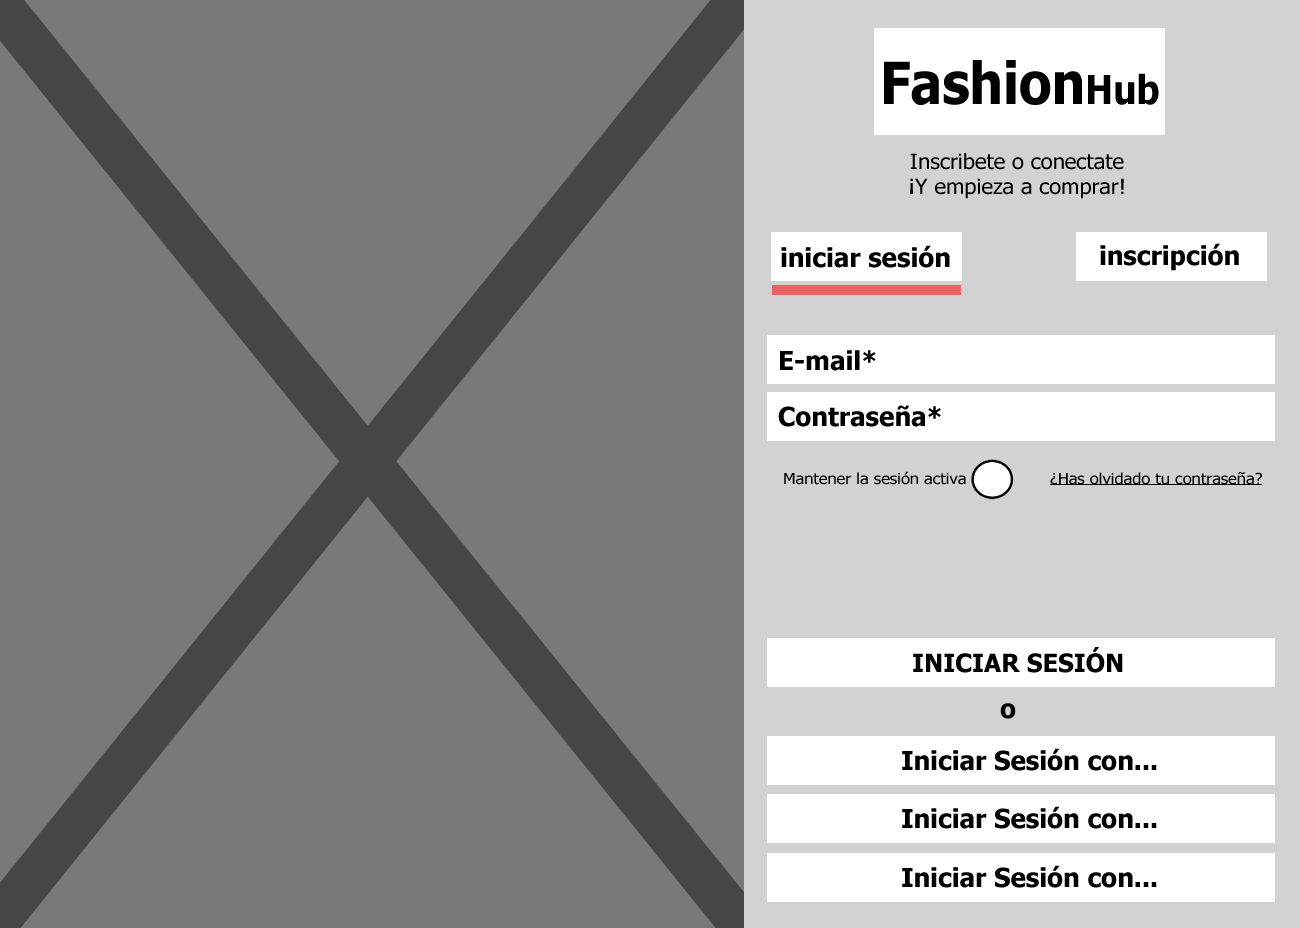 FashionHub
Inscribete o conectate
¡Y empieza a comprar!
iniciar sesión
inscripción
E-mail*
Contraseña*
Mantener la sesión activa
¿Has olvidado tu contraseña?
INICIAR SESIÓN
o
Iniciar Sesión con...
Iniciar Sesión con...
Iniciar Sesión con...